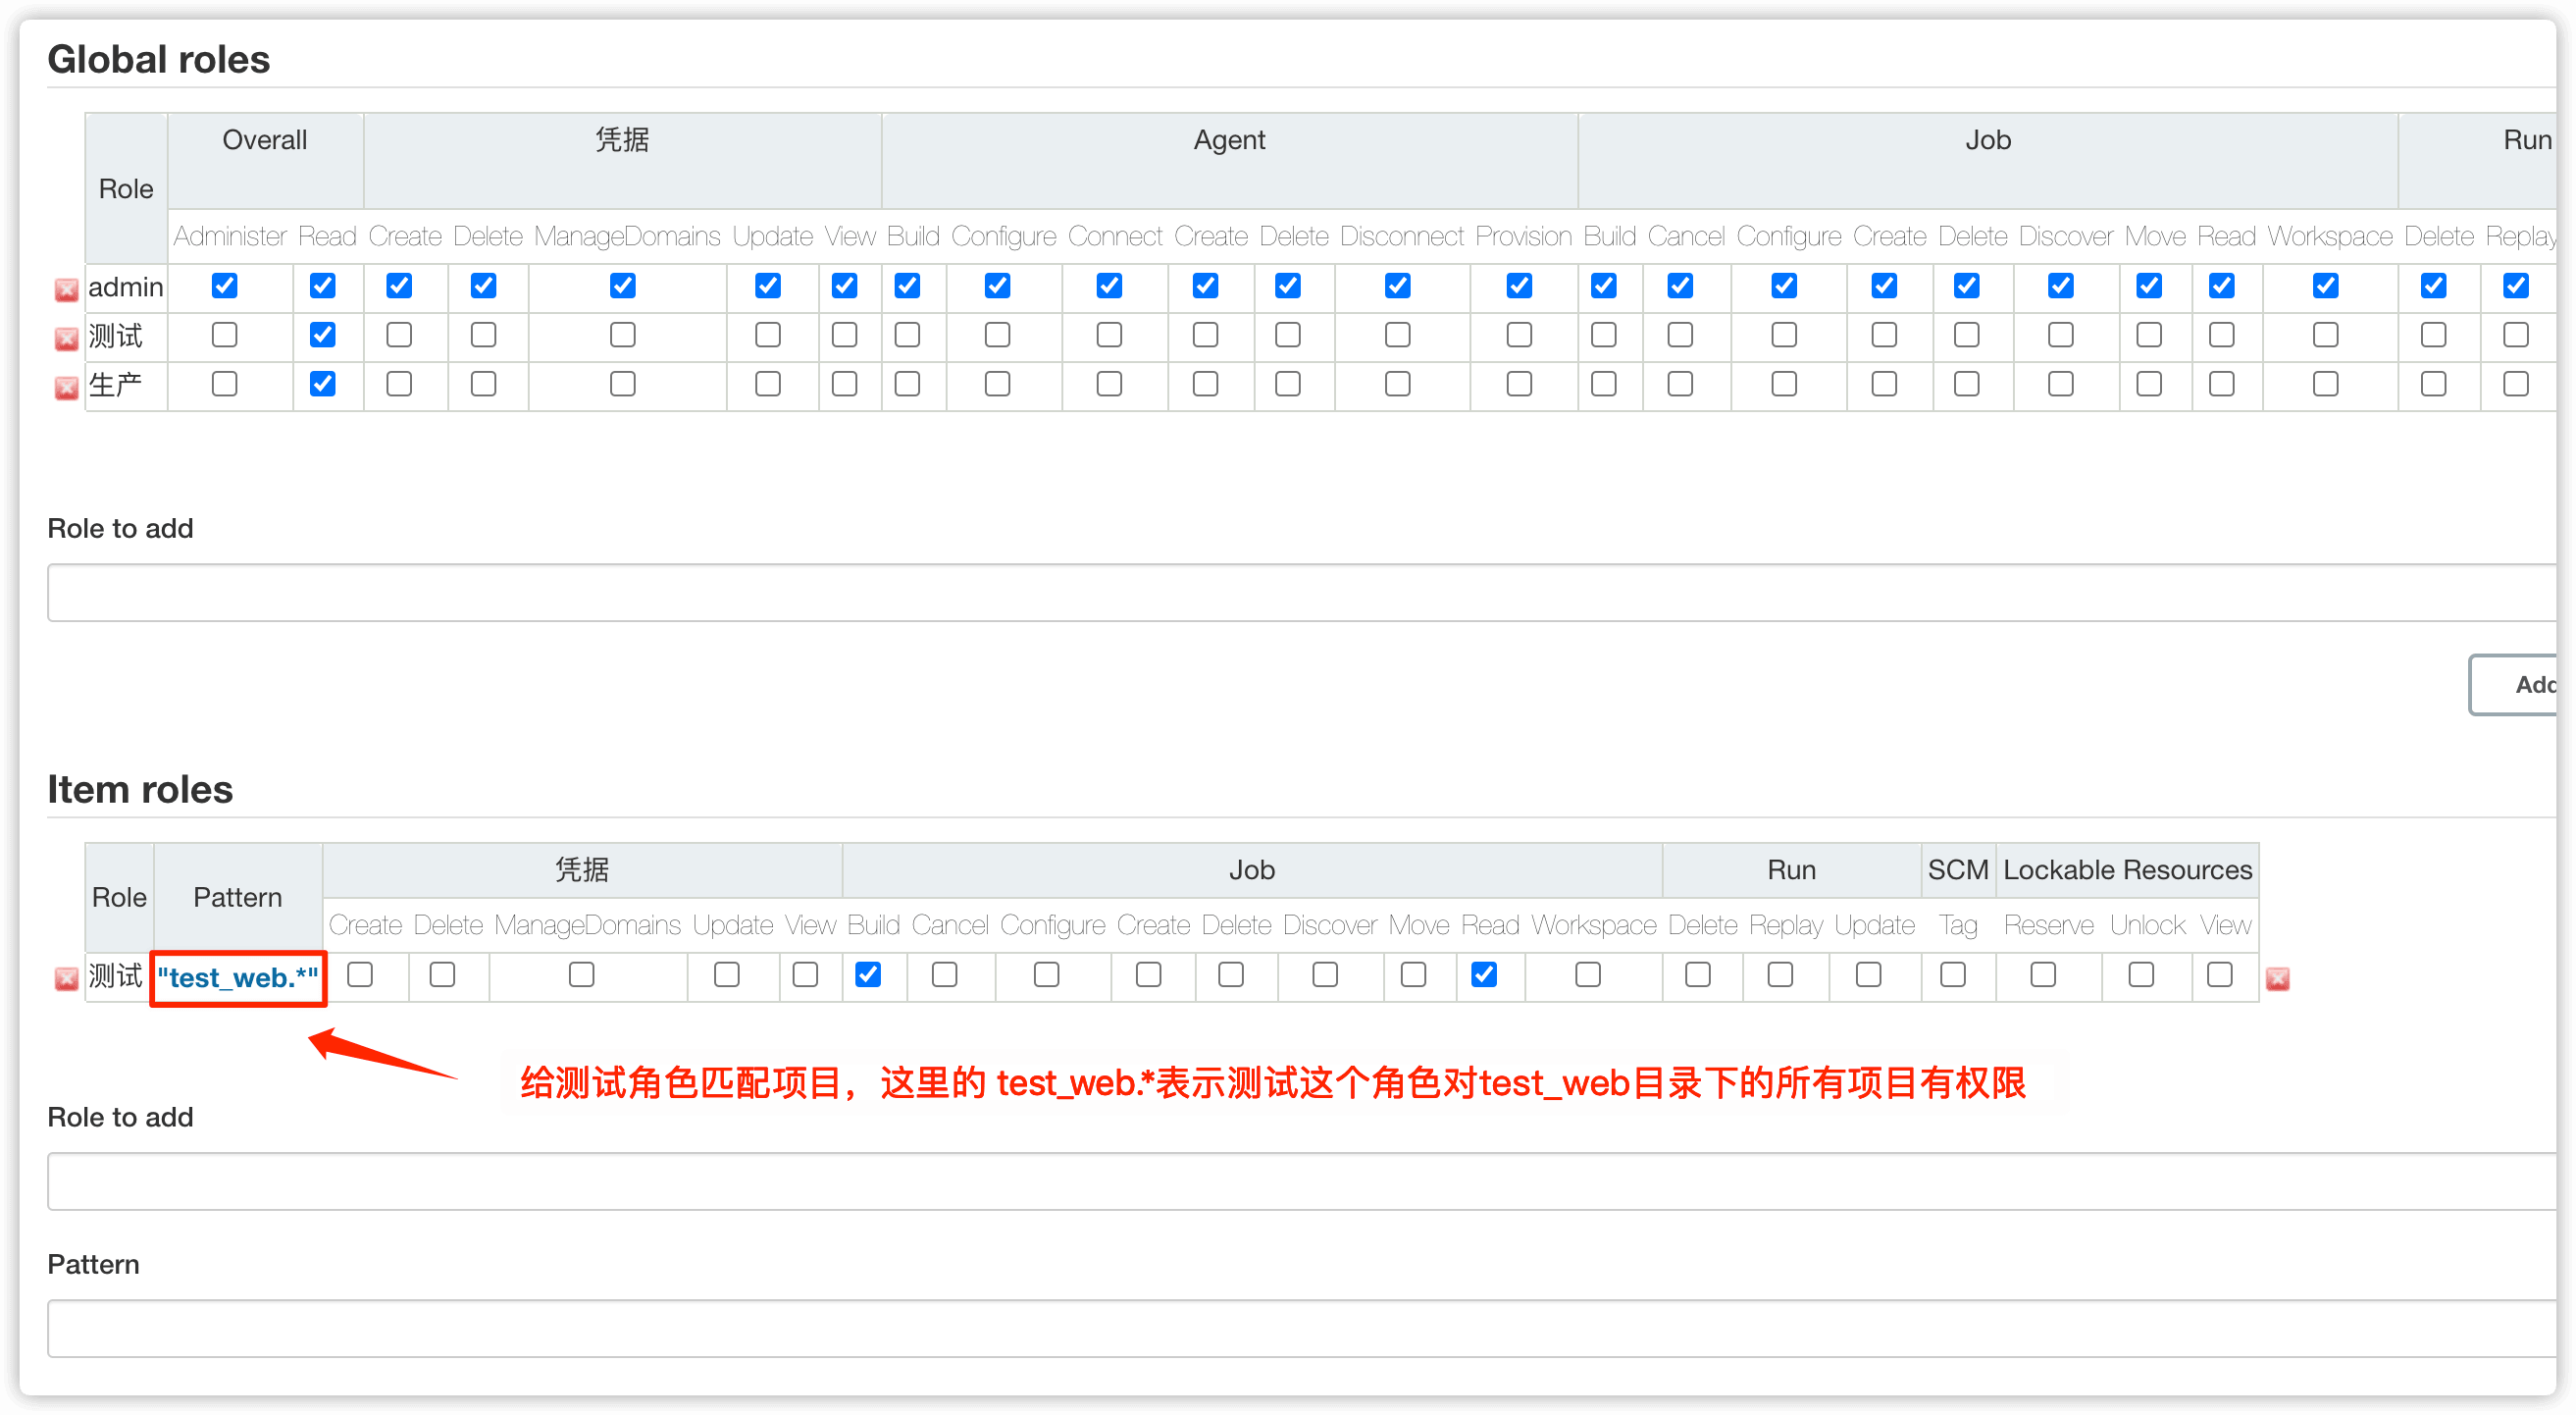 Global roles
Role Overall 凭据 Agent Job Run
Administer Read Create Delete ManageDomains Update View Build Configure Connect Create Delete Disconnect Provision Build Cancel Configure Create Delete Discover Move Read Workspace Delete Replay
admin
测试
生产
Role to add
Add
Item roles
Role Pattern 凭据 Job Run SCM Lockable Resources
Create Delete ManageDomains Update View Build Cancel Configure Create Delete Discover Move Read Workspace Delete Replay Update Tag Reserve Unlock View
测试 "test_web.*"
给测试角色匹配项目，这里的 test_web.*表示测试这个角色对test_web目录下的所有项目有权限
Role to add
Pattern